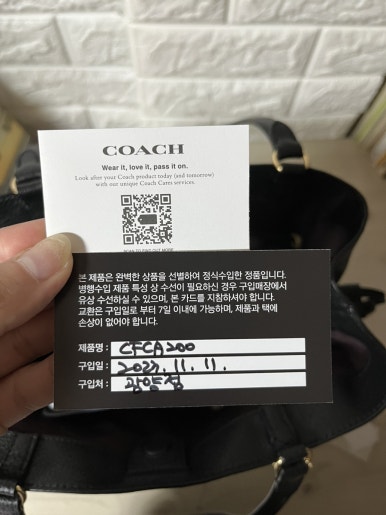 COACH
Wear it, love it, pass it on.
Look after your Coach product today (and tomorrow)
with our unique Coach Cares services.
본 제품은 완벽한 상품을 선별하여 정식수입한 정품입니다.
병행수입 제품 특성 상 수선이 필요하신 경우 구입매장에서
유상 수선하실 수 있으며, 본 카드를 지참하셔야 합니다.
교환은 구입일로 부터 7일 이내에 가능하며, 제품과 택에
손상이 없어야 합니다.
제품명 : CFCA200
구입일 : 2023. 11. 11.
구입처 : 광양점